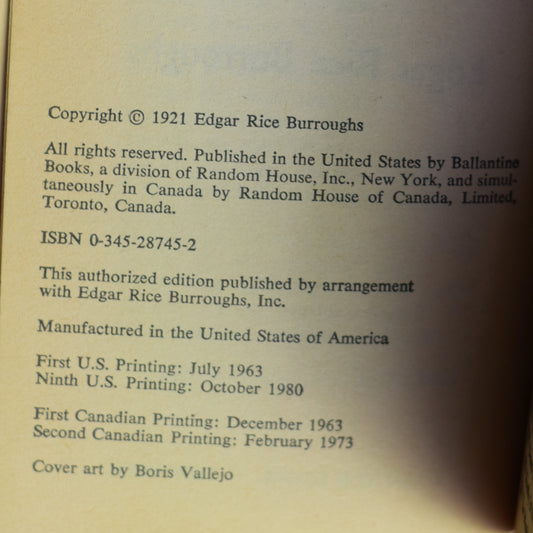 Copyright © 1921 Edgar Rice Burroughs
All rights reserved. Published in the United States by Ballantine
Books, a division of Random House, Inc., New York, and simul-
taneously in Canada by Random House of Canada, Limited,
Toronto, Canada.
ISBN 0-345-28745-2
This authorized edition published by arrangement
with Edgar Rice Burroughs, Inc.
Manufactured in the United States of America
First U.S. Printing: July 1963
Ninth U.S. Printing: October 1980
First Canadian Printing: December 1963
Second Canadian Printing: February 1973
Cover art by Boris Vallejo